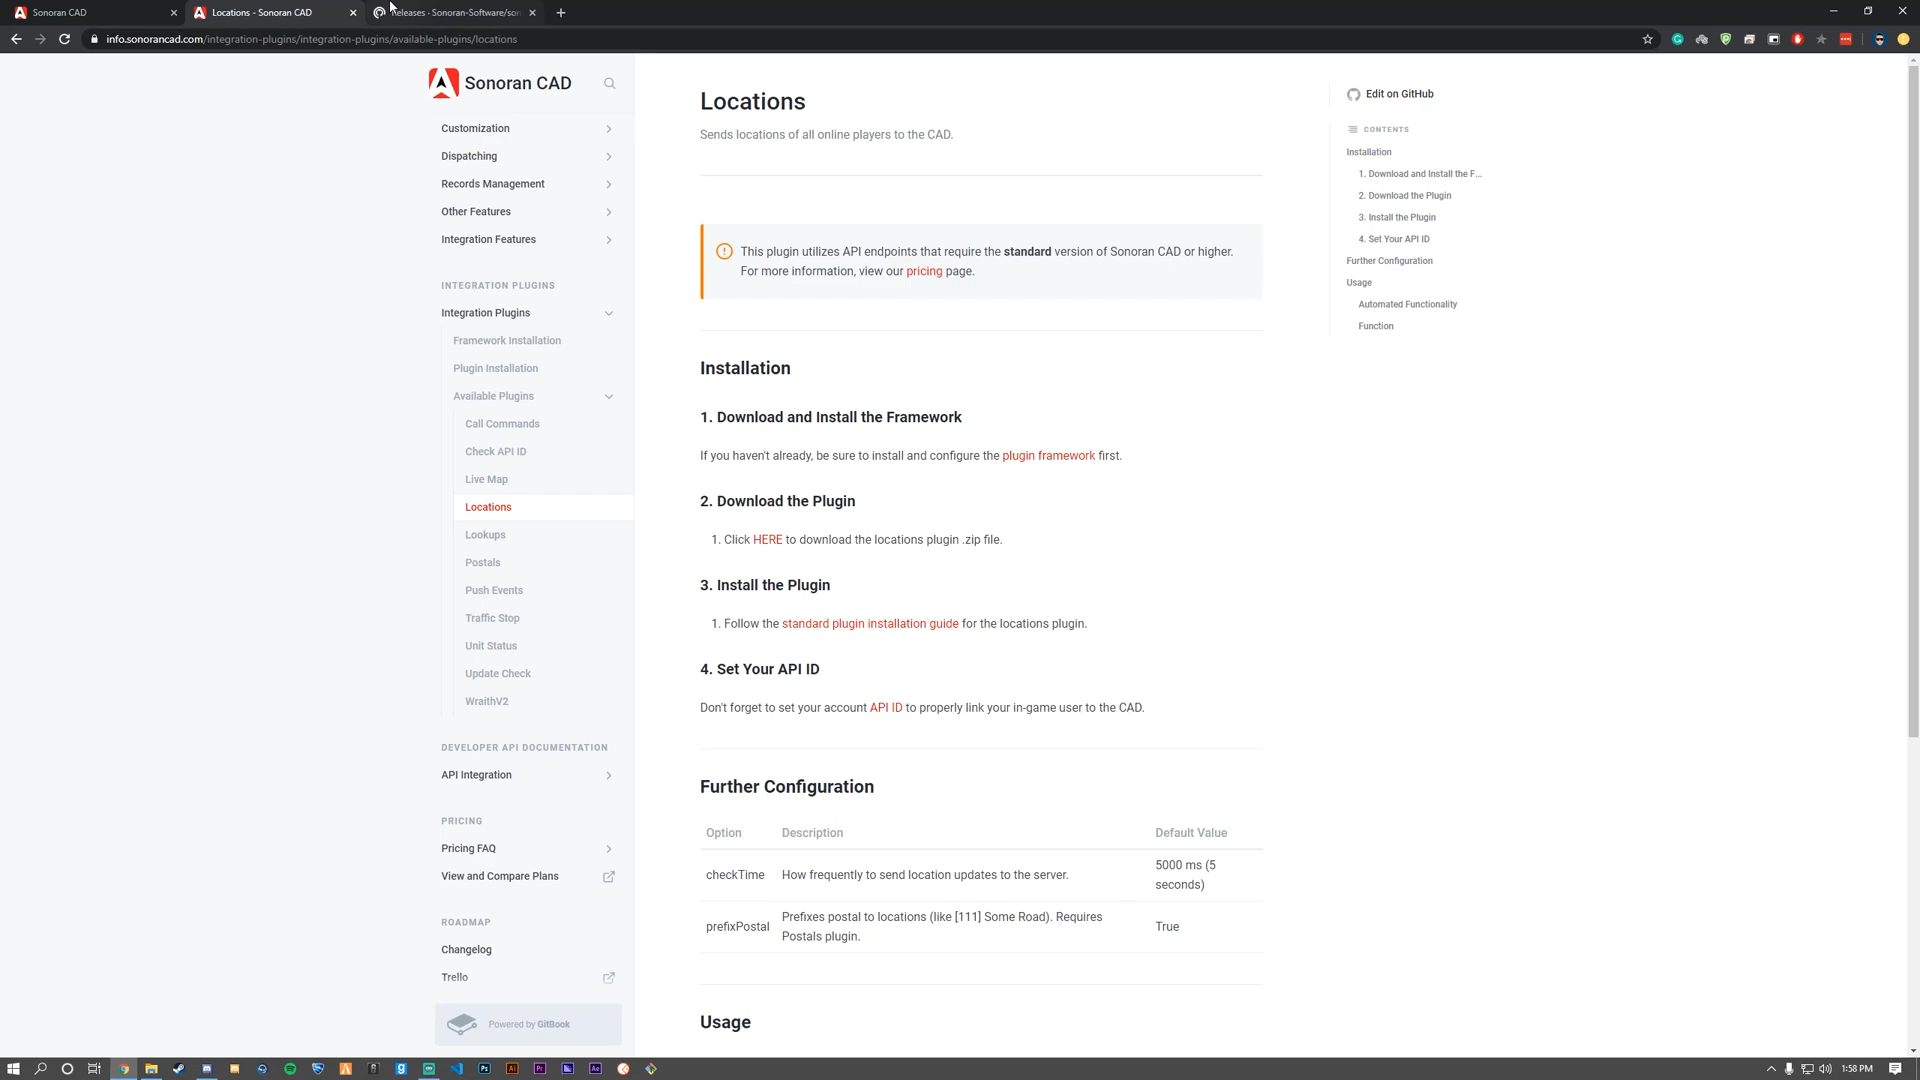 Sonoran CAD
Locations - Sonoran CAD
Releases · Sonoran-Software/son
info.sonorancad.com/integration-plugins/integration-plugins/available-plugins/locations
Sonoran CAD
Customization
Dispatching
Records Management
Other Features
Integration Features
INTEGRATION PLUGINS
Integration Plugins
Framework Installation
Plugin Installation
Available Plugins
Call Commands
Check API ID
Live Map
Locations
Lookups
Postals
Push Events
Traffic Stop
Unit Status
Update Check
WraithV2
DEVELOPER API DOCUMENTATION
API Integration
PRICING
Pricing FAQ
View and Compare Plans
ROADMAP
Changelog
Trello
Powered by GitBook
Locations
Sends locations of all online players to the CAD.
This plugin utilizes API endpoints that require the standard version of Sonoran CAD or higher.
For more information, view our pricing page.
Installation
1. Download and Install the Framework
If you haven't already, be sure to install and configure the plugin framework first.
2. Download the Plugin
1. Click HERE to download the locations plugin .zip file.
3. Install the Plugin
1. Follow the standard plugin installation guide for the locations plugin.
4. Set Your API ID
Don't forget to set your account API ID to properly link your in-game user to the CAD.
Further Configuration
Option Description Default Value
checkTime How frequently to send location updates to the server. 5000 ms (5
seconds)
prefixPostal Prefixes postal to locations (like [111] Some Road). Requires
Postals plugin. True
Usage
Edit on GitHub
CONTENTS
Installation
1. Download and Install the F...
2. Download the Plugin
3. Install the Plugin
4. Set Your API ID
Further Configuration
Usage
Automated Functionality
Function
Ps
Ai
Pr
Ae
1:58 PM